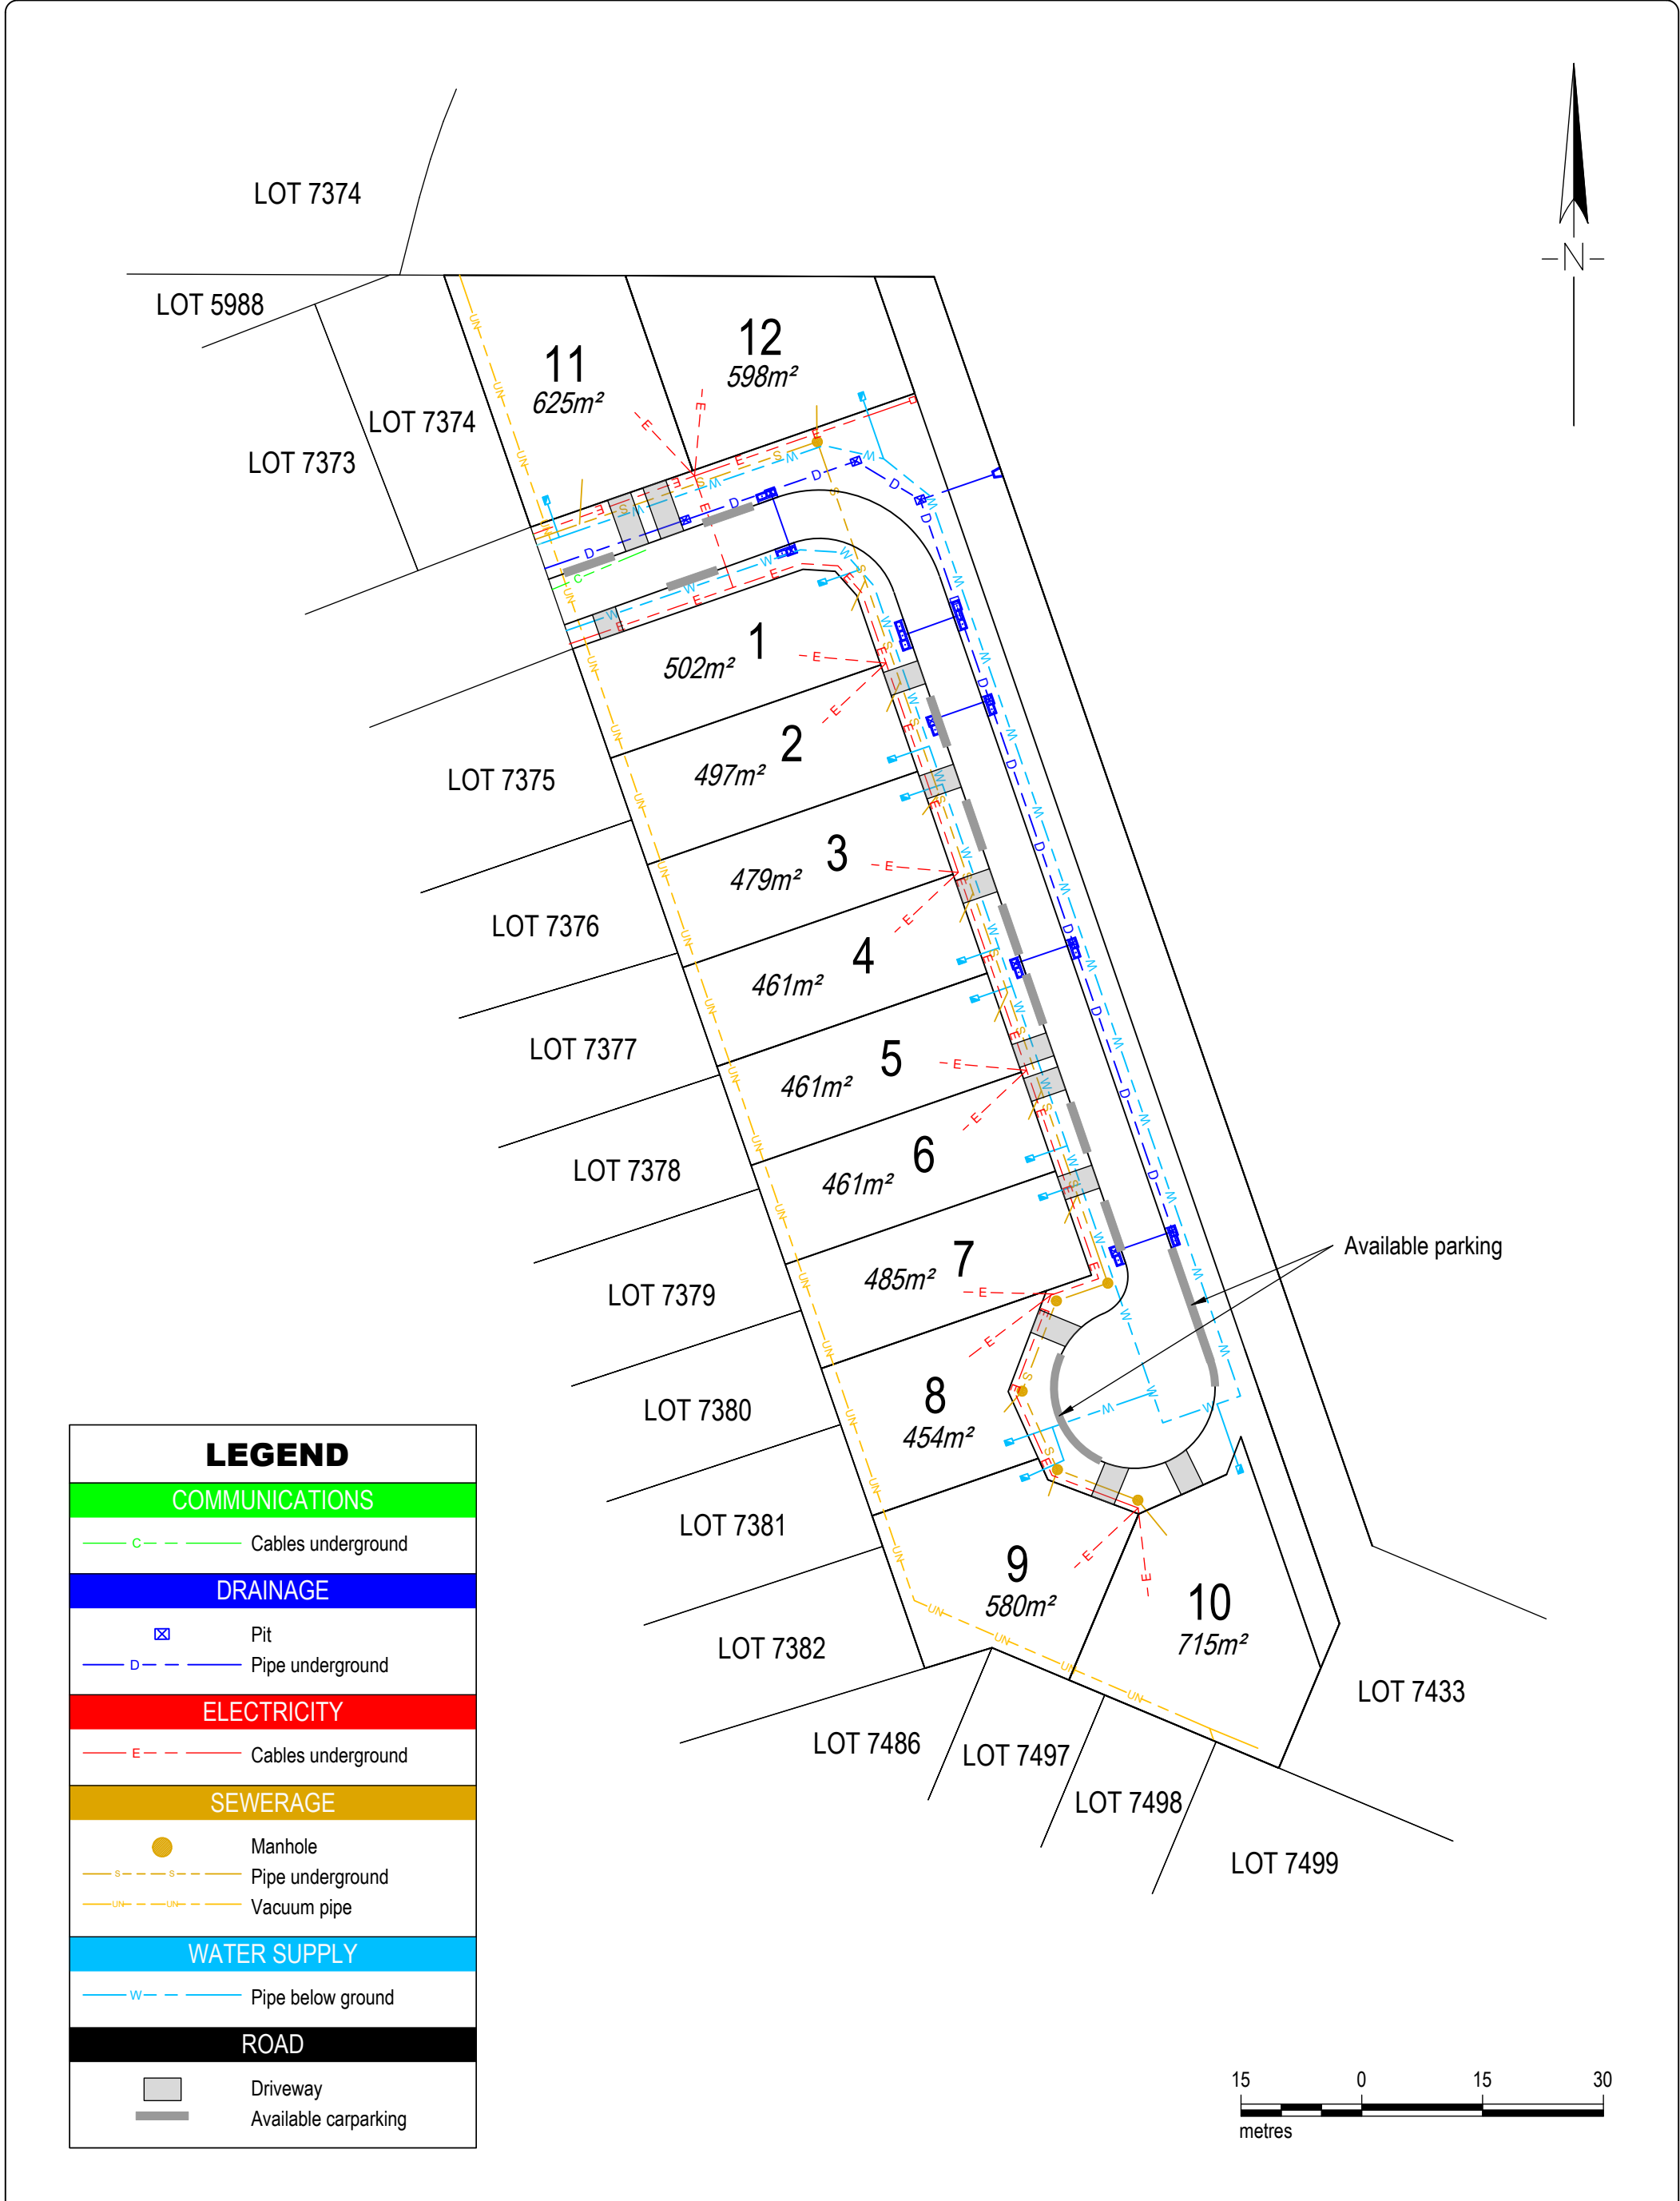 LOT 7374
-N-
LOT 5988
12
598m²
11
625m²
LOT 7374
LOT 7373
1
502m²
2
497m²
LOT 7375
3
479m²
LOT 7376
4
461m²
LOT 7377
5
461m²
6
461m²
LOT 7378
Available parking
7
485m²
LOT 7379
8
454m²
LOT 7380
LOT 7381
9
580m²
10
715m²
LOT 7382
LOT 7433
LOT 7486
LOT 7497
LOT 7498
LOT 7499
LEGEND
COMMUNICATIONS
C Cables underground
DRAINAGE
Pit
D Pipe underground
ELECTRICITY
E Cables underground
SEWERAGE
Manhole
S S Pipe underground
UN UN Vacuum pipe
WATER SUPPLY
W Pipe below ground
ROAD
Driveway
Available carparking
15 0 15 30
metres